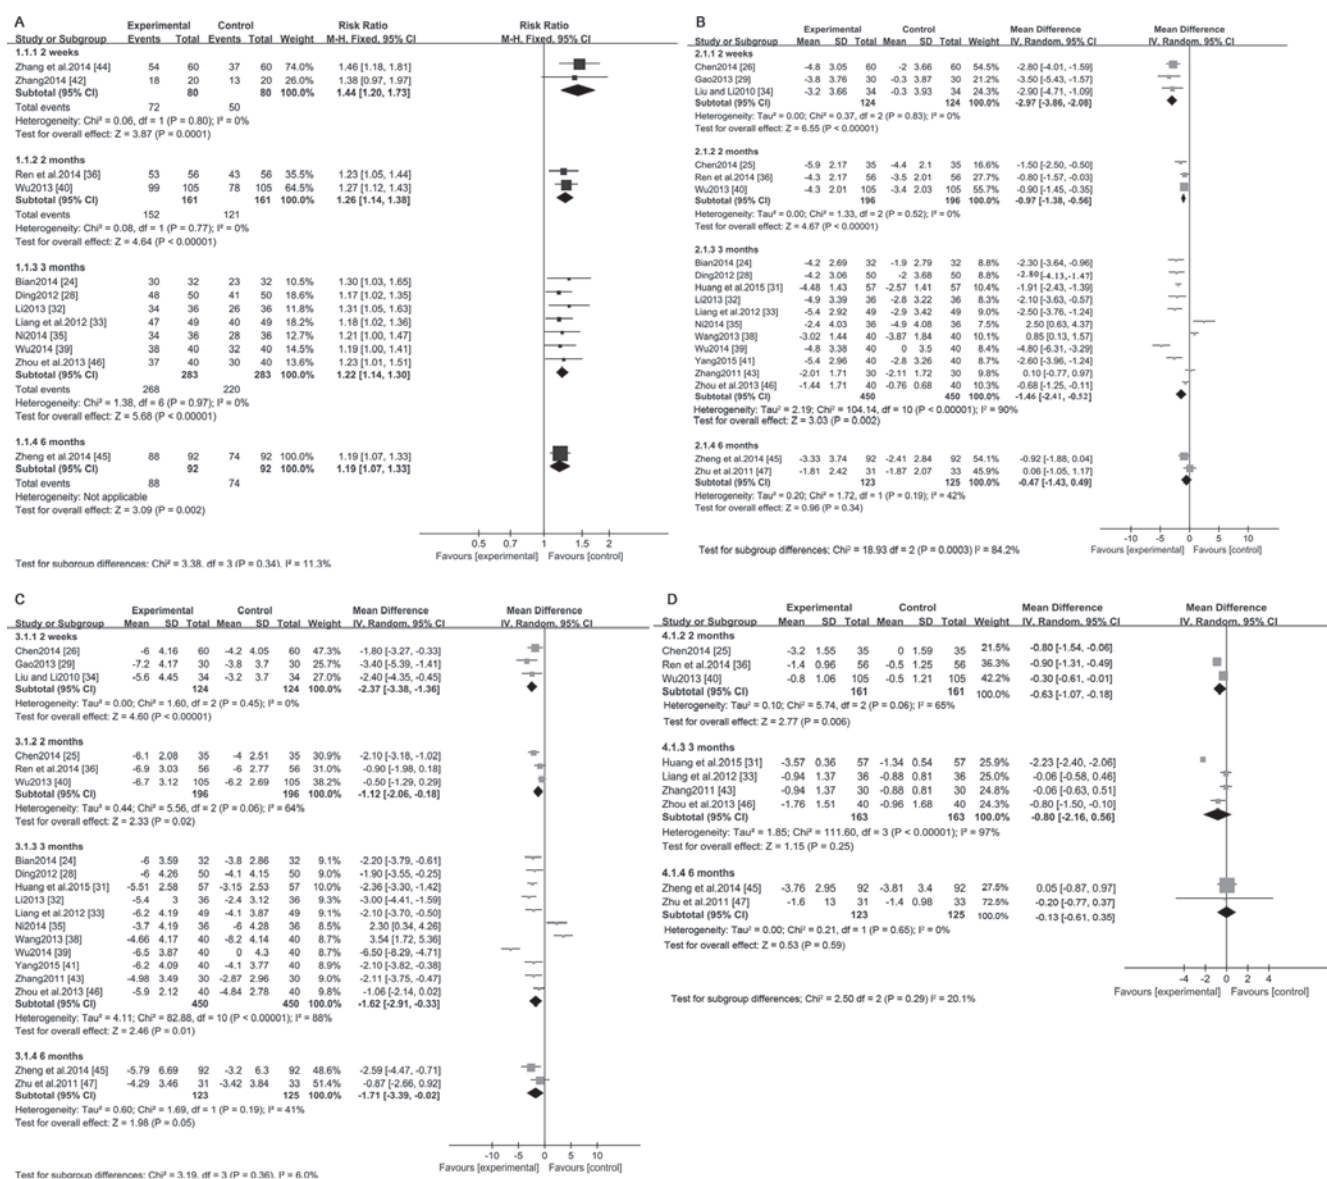 A
Experimental Control Risk Ratio Risk Ratio
Study or Subgroup Events Total Events Total Weight M-H, Fixed, 95% CI M-H, Fixed, 95% CI
1.1.1 2 weeks
Zhang et al.2014 [44] 54 60 37 60 74.0% 1.46 [1.18, 1.81]
Zhang2014 [42] 18 20 13 20 26.0% 1.38 [0.97, 1.97]
Subtotal (95% CI) 80 80 100.0% 1.44 [1.20, 1.73]
Total events 72 50
Heterogeneity: Chi² = 0.06, df = 1 (P = 0.80); I² = 0%
Test for overall effect: Z = 3.87 (P = 0.0001)
1.1.2 2 months
Ren et al.2014 [36] 53 56 43 56 35.5% 1.23 [1.05, 1.44]
Wu2013 [40] 99 105 78 105 64.5% 1.27 [1.12, 1.43]
Subtotal (95% CI) 161 161 100.0% 1.26 [1.14, 1.38]
Total events 152 121
Heterogeneity: Chi² = 0.08, df = 1 (P = 0.77); I² = 0%
Test for overall effect: Z = 4.64 (P < 0.00001)
1.1.3 3 months
Bian2014 [24] 30 32 23 32 10.5% 1.30 [1.03, 1.65]
Ding2012 [28] 48 50 41 50 18.6% 1.17 [1.02, 1.35]
Li2013 [32] 34 36 26 36 11.8% 1.31 [1.05, 1.63]
Liang et al.2012 [33] 47 49 40 49 18.2% 1.18 [1.02, 1.36]
Ni2014 [35] 34 36 28 36 12.7% 1.21 [1.00, 1.47]
Wu2014 [39] 38 40 32 40 14.5% 1.19 [1.00, 1.41]
Zhou et al.2013 [46] 37 40 30 40 13.6% 1.23 [1.01, 1.51]
Subtotal (95% CI) 283 283 100.0% 1.22 [1.14, 1.30]
Total events 268 220
Heterogeneity: Chi² = 1.38, df = 6 (P = 0.97); I² = 0%
Test for overall effect: Z = 5.68 (P < 0.00001)
1.1.4 6 months
Zheng et al.2014 [45] 88 92 74 92 100.0% 1.19 [1.07, 1.33]
Subtotal (95% CI) 92 92 100.0% 1.19 [1.07, 1.33]
Total events 88 74
Heterogeneity: Not applicable
Test for overall effect: Z = 3.09 (P = 0.002)
0.5 0.7 1 1.5 2
Favours [experimental] Favours [control]
Test for subgroup differences: Chi² = 3.38, df = 3 (P = 0.34), I² = 11.3%
B
Experimental Control Mean Difference Mean Difference
Study or Subgroup Mean SD Total Mean SD Total Weight IV, Random, 95% CI IV, Random, 95% CI
2.1.1 2 weeks
Chen2014 [26] -4.8 3.05 60 -2 3.66 60 54.5% -2.80 [-4.01, -1.59]
Gao2013 [29] -3.8 3.76 30 -0.3 3.87 30 21.2% -3.50 [-5.43, -1.57]
Liu and Li2010 [34] -3.2 3.66 34 -0.3 3.93 34 24.3% -2.90 [-4.71, -1.09]
Subtotal (95% CI) 124 124 100.0% -2.97 [-3.86, -2.08]
Heterogeneity: Tau² = 0.00; Chi² = 0.37, df = 2 (P = 0.83); I² = 0%
Test for overall effect: Z = 6.55 (P < 0.00001)
2.1.2 2 months
Chen2014 [25] -5.9 2.17 35 -4.4 2.1 35 16.6% -1.50 [-2.50, -0.50]
Ren et al.2014 [36] -4.3 2.17 56 -3.5 2.01 56 27.7% -0.80 [-1.57, -0.03]
Wu2013 [40] -4.3 2.01 105 -3.4 2.03 105 55.7% -0.90 [-1.45, -0.35]
Subtotal (95% CI) 196 196 100.0% -0.97 [-1.38, -0.56]
Heterogeneity: Tau² = 0.00; Chi² = 1.33, df = 2 (P = 0.52); I² = 0%
Test for overall effect: Z = 4.67 (P < 0.00001)
2.1.3 3 months
Bian2014 [24] -4.2 2.69 32 -1.9 2.79 32 8.8% -2.30 [-3.64, -0.96]
Ding2012 [28] -4.2 3.06 50 -2 3.68 50 8.8% -2.80 [-4.13, -1.47]
Huang et al.2015 [31] -4.48 1.43 57 -2.57 1.41 57 10.4% -1.91 [-2.43, -1.39]
Li2013 [32] -4.9 3.39 36 -2.8 3.22 36 8.4% -2.10 [-3.63, -0.57]
Liang et al.2012 [33] -5.4 2.92 49 -2.9 3.42 49 9.0% -2.50 [-3.76, -1.24]
Ni2014 [35] -2.4 4.03 36 -4.9 4.08 36 7.7% 2.50 [0.63, 4.37]
Wang2013 [38] -3.02 1.44 40 -3.87 1.84 40 10.1% 0.85 [0.13, 1.57]
Wu2014 [39] -4.8 3.38 40 0 3.5 40 8.4% -4.80 [-6.31, -3.29]
Yang2015 [41] -5.4 2.96 40 -2.8 3.26 40 8.7% -2.60 [-3.96, -1.24]
Zhang2011 [43] -2.01 1.71 30 -2.11 1.72 30 9.8% 0.10 [-0.77, 0.97]
Zhou et al.2013 [46] -1.44 1.71 40 -0.76 0.68 40 10.3% -0.68 [-1.25, -0.11]
Subtotal (95% CI) 450 450 100.0% -1.46 [-2.41, -0.52]
Heterogeneity: Tau² = 2.19; Chi² = 104.14, df = 10 (P < 0.00001); I² = 90%
Test for overall effect: Z = 3.03 (P = 0.002)
2.1.4 6 months
Zheng et al.2014 [45] -3.33 3.74 92 -2.41 2.84 92 54.1% -0.92 [-1.88, 0.04]
Zhu et al.2011 [47] -1.81 2.42 31 -1.87 2.07 33 45.9% 0.06 [-1.05, 1.17]
Subtotal (95% CI) 123 125 100.0% -0.47 [-1.43, 0.49]
Heterogeneity: Tau² = 0.20; Chi² = 1.72, df = 1 (P = 0.19); I² = 42%
Test for overall effect: Z = 0.96 (P = 0.34)
-10 -5 0 5 10
Favours [experimental] Favours [control]
Test for subgroup differences; Chi² = 18.93 df = 2 (P = 0.0003) I² = 84.2%
C
Experimental Control Mean Difference Mean Difference
Study or Subgroup Mean SD Total Mean SD Total Weight IV, Random, 95% CI IV, Random, 95% CI
3.1.1 2 weeks
Chen2014 [26] -6 4.16 60 -4.2 4.05 60 47.3% -1.80 [-3.27, -0.33]
Gao2013 [29] -7.2 4.17 30 -3.8 3.7 30 25.7% -3.40 [-5.39, -1.41]
Liu and Li2010 [34] -5.6 4.45 34 -3.2 3.7 34 27.0% -2.40 [-4.35, -0.45]
Subtotal (95% CI) 124 124 100.0% -2.37 [-3.38, -1.36]
Heterogeneity: Tau² = 0.00; Chi² = 1.60, df = 2 (P = 0.45); I² = 0%
Test for overall effect: Z = 4.60 (P < 0.00001)
3.1.2 2 months
Chen2014 [25] -6.1 2.08 35 -4 2.51 35 30.9% -2.10 [-3.18, -1.02]
Ren et al.2014 [36] -6.9 3.03 56 -6 2.77 56 30.9% -0.90 [-1.98, 0.18]
Wu2013 [40] -6.7 3.12 105 -6.2 2.69 105 38.2% -0.50 [-1.29, 0.29]
Subtotal (95% CI) 196 196 100.0% -1.12 [-2.06, -0.18]
Heterogeneity: Tau² = 0.44; Chi² = 5.56, df = 2 (P = 0.06); I² = 64%
Test for overall effect: Z = 2.33 (P = 0.02)
3.1.3 3 months
Bian2014 [24] -6 3.59 32 -3.8 2.86 32 9.1% -2.20 [-3.79, -0.61]
Ding2012 [28] -6 4.26 50 -4.1 4.15 50 9.0% -1.90 [-3.55, -0.25]
Huang et al.2015 [31] -5.51 2.58 57 -3.15 2.53 57 10.0% -2.36 [-3.30, -1.42]
Li2013 [32] -5.4 3 36 -2.4 3.12 36 9.3% -3.00 [-4.41, -1.59]
Liang et al.2012 [33] -6.2 4.19 49 -4.1 3.87 49 9.1% -2.10 [-3.70, -0.50]
Ni2014 [35] -3.7 4.19 36 -6 4.28 36 8.6% 2.30 [0.34, 4.26]
Wang2013 [38] -4.66 4.17 40 -8.2 4.14 40 8.8% 3.54 [1.72, 5.36]
Wu2014 [39] -6.5 3.87 40 0 4.3 40 8.7% -6.50 [-8.29, -4.71]
Yang2015 [41] -6.2 4.09 40 -4.1 3.77 40 8.9% -2.10 [-3.82, -0.38]
Zhang2011 [43] -4.98 3.49 30 -2.87 2.96 30 9.0% -2.11 [-3.75, -0.47]
Zhou et al.2013 [46] -5.9 2.12 40 -4.84 2.78 40 9.8% -1.06 [-2.14, 0.02]
Subtotal (95% CI) 450 450 100.0% -1.62 [-2.91, -0.33]
Heterogeneity: Tau² = 4.11; Chi² = 82.88, df = 10 (P < 0.00001); I² = 88%
Test for overall effect: Z = 2.46 (P = 0.01)
3.1.4 6 months
Zheng et al.2014 [45] -5.79 6.69 92 -3.2 6.3 92 48.6% -2.59 [-4.47, -0.71]
Zhu et al.2011 [47] -4.29 3.46 31 -3.42 3.84 33 51.4% -0.87 [-2.66, 0.92]
Subtotal (95% CI) 123 125 100.0% -1.71 [-3.39, -0.02]
Heterogeneity: Tau² = 0.60; Chi² = 1.69, df = 1 (P = 0.19); I² = 41%
Test for overall effect: Z = 1.98 (P = 0.05)
-10 -5 0 5 10
Favours [experimental] Favours [control]
Test for subgroup differences: Chi² = 3.19, df = 3 (P = 0.36), I² = 6.0%
D
Experimental Control Mean Difference Mean Difference
Study or Subgroup Mean SD Total Mean SD Total Weight IV, Random, 95% CI IV, Random, 95% CI
4.1.2 2 months
Chen2014 [25] -3.2 1.55 35 0 1.59 35 21.5% -0.80 [-1.54, -0.06]
Ren et al.2014 [36] -1.4 0.96 56 -0.5 1.25 56 36.3% -0.90 [-1.31, -0.49]
Wu2013 [40] -0.8 1.06 105 -0.5 1.21 105 42.2% -0.30 [-0.61, -0.01]
Subtotal (95% CI) 161 161 100.0% -0.63 [-1.07, -0.18]
Heterogeneity: Tau² = 0.10; Chi² = 5.74, df = 2 (P = 0.06); I² = 65%
Test for overall effect: Z = 2.77 (P = 0.006)
4.1.3 3 months
Huang et al.2015 [31] -3.57 0.36 57 -1.34 0.54 57 25.9% -2.23 [-2.40, -2.06]
Liang et al.2012 [33] -0.94 1.37 36 -0.88 0.81 36 25.0% -0.06 [-0.58, 0.46]
Zhang2011 [43] -0.94 1.37 30 -0.88 0.81 30 24.8% -0.06 [-0.63, 0.51]
Zhou et al.2013 [46] -1.76 1.51 40 -0.96 1.68 40 24.3% -0.80 [-1.50, -0.10]
Subtotal (95% CI) 163 163 100.0% -0.80 [-2.16, 0.56]
Heterogeneity: Tau² = 1.85; Chi² = 111.60, df = 3 (P < 0.00001); I² = 97%
Test for overall effect: Z = 1.15 (P = 0.25)
4.1.4 6 months
Zheng et al.2014 [45] -3.76 2.95 92 -3.81 3.4 92 27.5% 0.05 [-0.87, 0.97]
Zhu et al.2011 [47] -1.6 13 31 -1.4 0.98 33 72.5% -0.20 [-0.77, 0.37]
Subtotal (95% CI) 123 125 100.0% -0.13 [-0.61, 0.35]
Heterogeneity: Tau² = 0.00; Chi² = 0.21, df = 1 (P = 0.65); I² = 0%
Test for overall effect: Z = 0.53 (P = 0.59)
-4 -2 0 2 4
Favours [experimental] Favours [control]
Test for subgroup differences; Chi² = 2.50 df = 2 (P = 0.29) I² = 20.1%